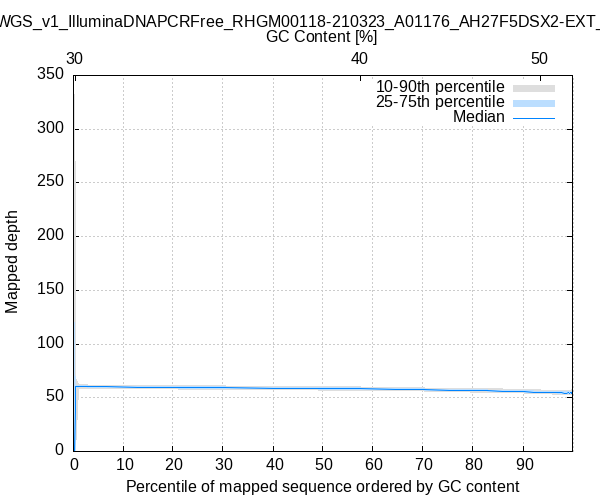 WGS_v1_IlluminaDNAPCRFree_RHGM00118-210323_A01176_AH27F5DSX2-EXT_
GC Content [%]
30 40 50
10-90th percentile
25-75th percentile
Median
350
300
250
200
150
100
50
0
Mapped depth
0 10 20 30 40 50 60 70 80 90
Percentile of mapped sequence ordered by GC content